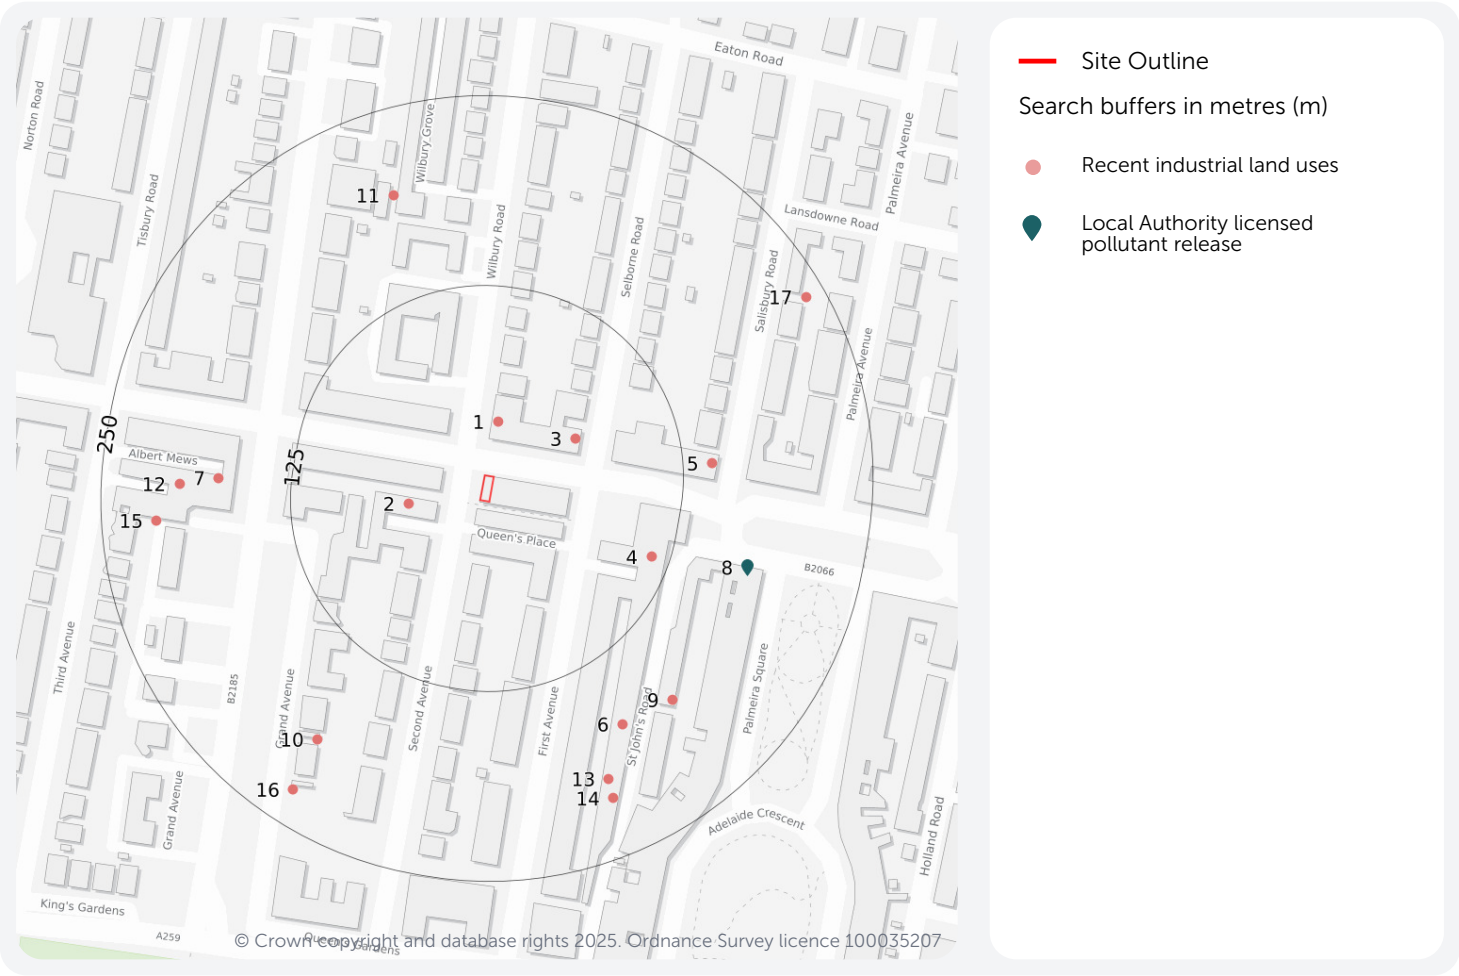 Eaton Road
Norton Road
Wilbury Grove
Palmeira Avenue
11
Tisbury Road
Lansdowne Road
Wilbury Road
Selborne Road
Salisbury Road
17
Palmeira Avenue
250
125
1
3
Albert Mews
12
7
5
2
15
Queen's Place
4
8
B2066
Third Avenue
B2185
Grand Avenue
Second Avenue
First Avenue
St John's Road
Palmeira Square
9
6
10
13
16
14
Grand Avenue
Adelaide Crescent
Holland Road
King's Gardens
A259
Queen's Gardens
© Crown copyright and database rights 2025. Ordnance Survey licence 100035207
Site Outline
Search buffers in metres (m)
Recent industrial land uses
Local Authority licensed
pollutant release